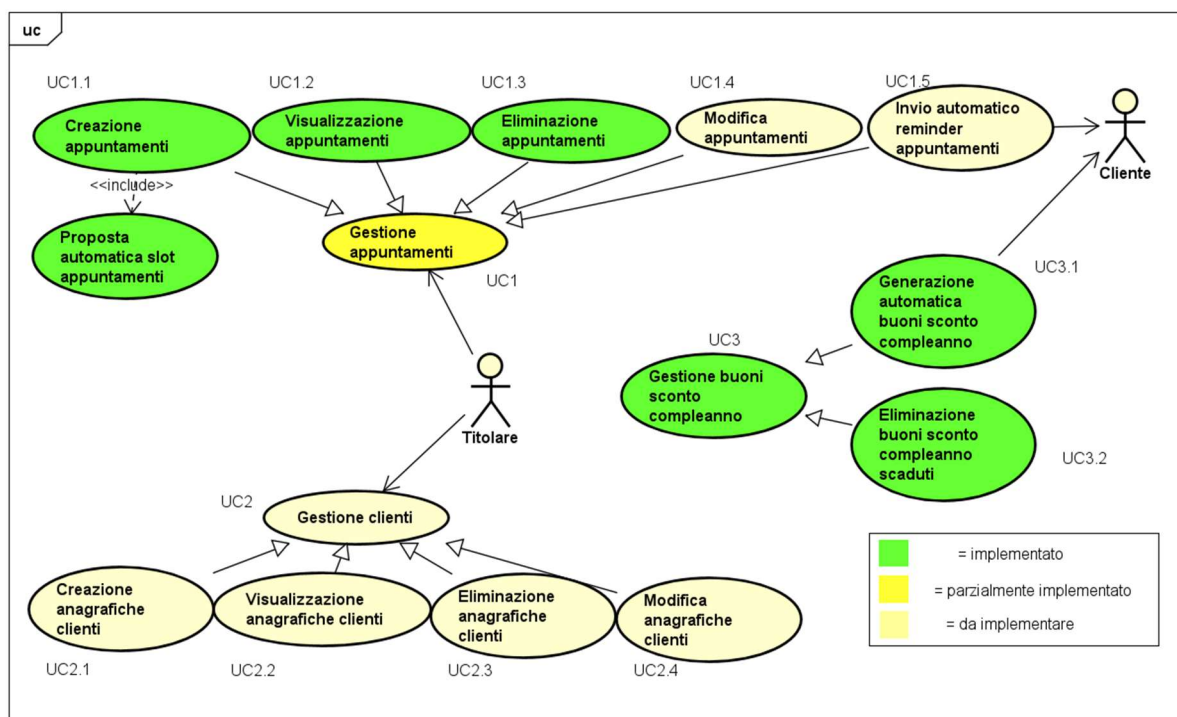 uc
UC1.1
UC1.2
UC1.3
UC1.4
UC1.5
Creazione
appuntamenti
Visualizzazione
appuntamenti
Eliminazione
appuntamenti
Modifica
appuntamenti
Invio automatico
reminder
appuntamenti
Cliente
<<include>>
Proposta
automatica slot
appuntamenti
Gestione
appuntamenti
UC1
UC3.1
Generazione
automatica
buoni sconto
compleanno
UC3
Gestione buoni
sconto
compleanno
Eliminazione
buoni sconto
compleanno
scaduti
UC3.2
Titolare
UC2
Gestione clienti
Creazione
anagrafiche
clienti
Visualizzazione
anagrafiche clienti
Eliminazione
anagrafiche
clienti
Modifica
anagrafiche
clienti
UC2.1
UC2.2
UC2.3
UC2.4
= implementato
= parzialmente implementato
= da implementare